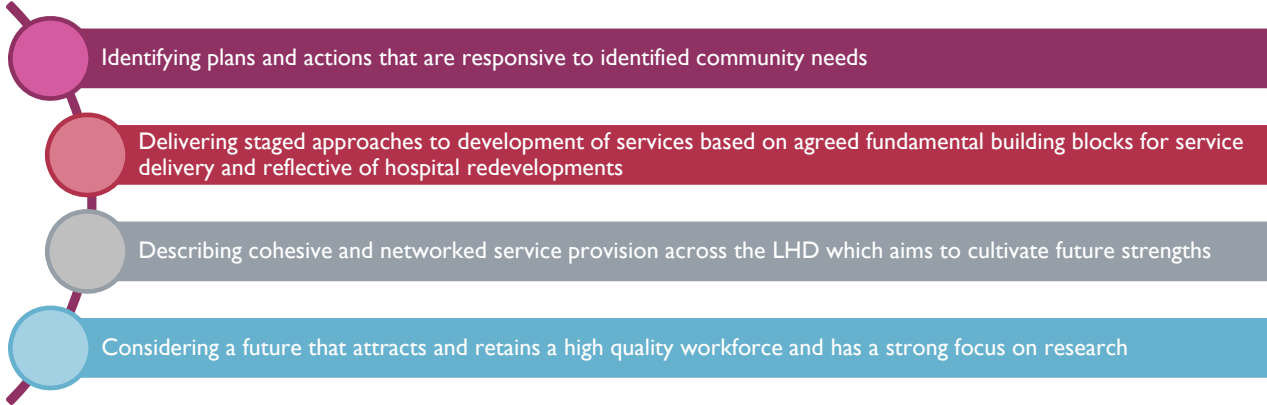 Identifying plans and actions that are responsive to identified community needs
Delivering staged approaches to development of services based on agreed fundamental building blocks for service
delivery and reflective of hospital redevelopments
Describing cohesive and networked service provision across the LHD which aims to cultivate future strengths
Considering a future that attracts and retains a high quality workforce and has a strong focus on research